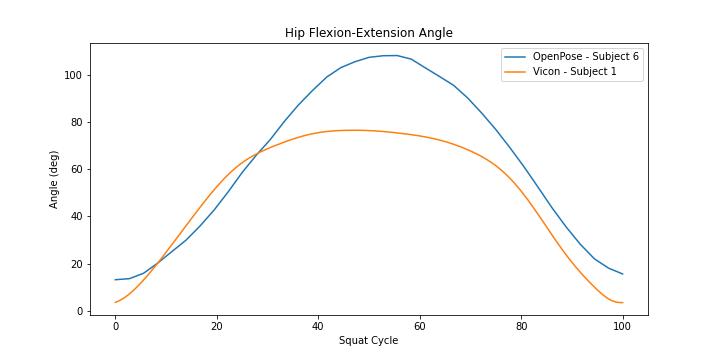 Hip Flexion-Extension Angle
OpenPose - Subject 6
Vicon - Subject 1
Angle (deg)
100
80
60
40
20
0
0 20 40 60 80 100
Squat Cycle